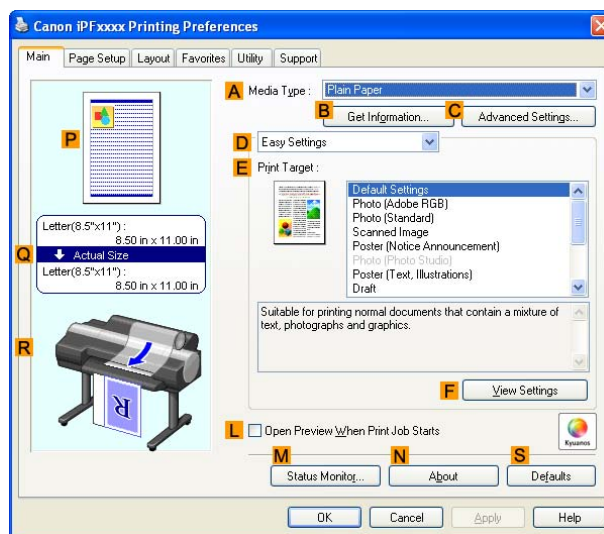 Canon iPFxxxx Printing Preferences
Main Page Setup Layout Favorites Utility Support
A Media Type : Plain Paper
B Get Information... C Advanced Settings...
D Easy Settings
E Print Target :
Default Settings
Photo (Adobe RGB)
Photo (Standard)
Scanned Image
Poster (Notice Announcement)
Photo (Photo Studio)
Poster (Text, Illustrations)
Draft
Suitable for printing normal documents that contain a mixture of
text, photographs and graphics.
F View Settings
P
Q
Letter(8.5"x11") :
8.50 in x 11.00 in
Actual Size
Letter(8.5"x11") :
8.50 in x 11.00 in
R
R
L Open Preview When Print Job Starts
Kyuanos
M Status Monitor... N About S Defaults
OK Cancel Apply Help